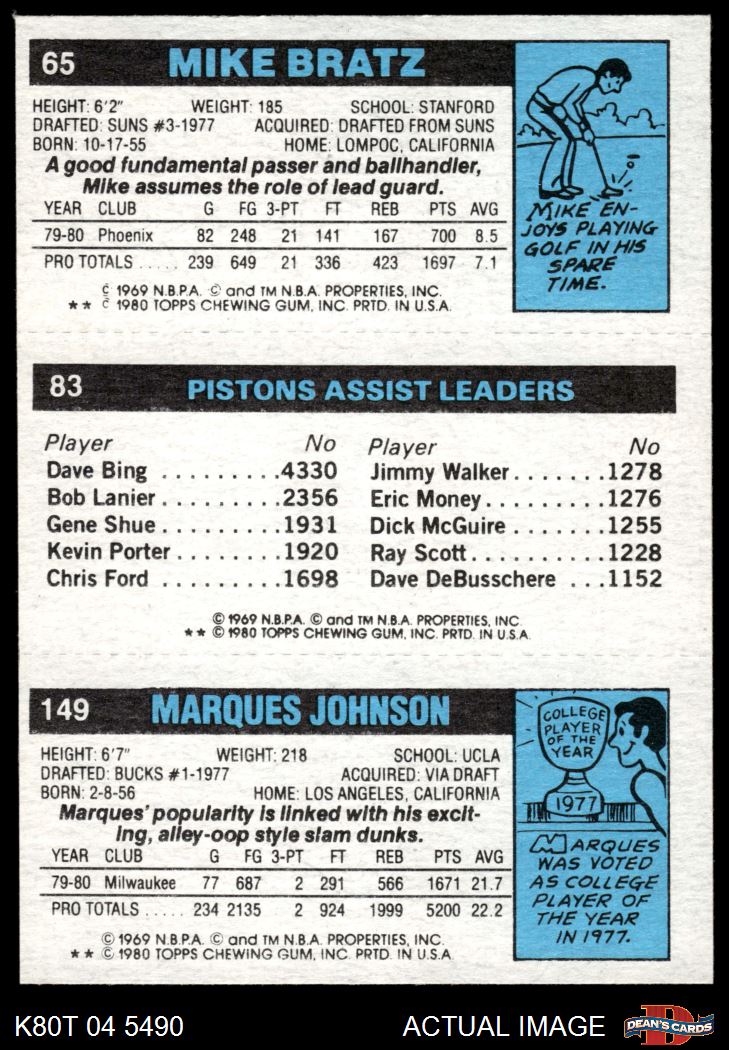 65 MIKE BRATZ
HEIGHT: 6'2" WEIGHT: 185 SCHOOL: STANFORD
DRAFTED: SUNS #3-1977 ACQUIRED: DRAFTED FROM SUNS
BORN: 10-17-55 HOME: LOMPOC, CALIFORNIA
A good fundamental passer and ballhandler,
Mike assumes the role of lead guard.
YEAR CLUB G FG 3-PT FT REB PTS AVG
79-80 Phoenix 82 248 21 141 167 700 8.5
PRO TOTALS ..... 239 649 21 336 423 1697 7.1
© 1969 N.B.P.A. © and TM N.B.A. PROPERTIES, INC.
** © 1980 TOPPS CHEWING GUM, INC. PRTD. IN U.S.A.
MIKE EN-
JOYS PLAYING
GOLF IN HIS
SPARE
TIME.
83 PISTONS ASSIST LEADERS
Player No Player No
Dave Bing .........4330 Jimmy Walker.......1278
Bob Lanier.........2356 Eric Money.........1276
Gene Shue.........1931 Dick McGuire.......1255
Kevin Porter........1920 Ray Scott..........1228
Chris Ford .........1698 Dave DeBusschere ...1152
© 1969 N.B.P.A. © and TM N.B.A. PROPERTIES, INC.
** © 1980 TOPPS CHEWING GUM, INC. PRTD. IN U.S.A.
149 MARQUES JOHNSON
HEIGHT: 6'7" WEIGHT: 218 SCHOOL: UCLA
DRAFTED: BUCKS #1-1977 ACQUIRED: VIA DRAFT
BORN: 2-8-56 HOME: LOS ANGELES, CALIFORNIA
Marques' popularity is linked with his excit-
ing, alley-oop style slam dunks.
YEAR CLUB G FG 3-PT FT REB PTS AVG
79-80 Milwaukee 77 687 2 291 566 1671 21.7
PRO TOTALS ..... 234 2135 2 924 1999 5200 22.2
© 1969 N.B.P.A. © and TM N.B.A. PROPERTIES, INC.
** © 1980 TOPPS CHEWING GUM, INC. PRTD. IN U.S.A.
COLLEGE
PLAYER
OF THE
YEAR
1977
MARQUES
WAS VOTED
AS COLLEGE
PLAYER OF
THE YEAR
IN 1977.
K80T 04 5490 ACTUAL IMAGE
D
DEAN'S CARDS